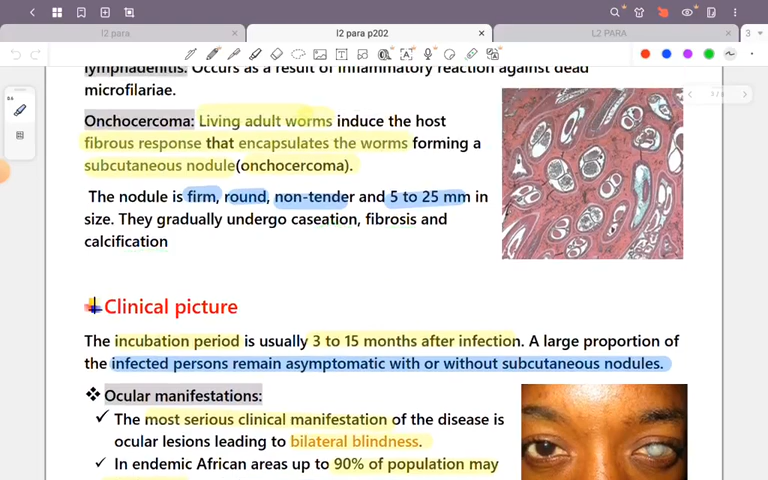 l2 para
l2 para p202
L2 PARA
3
0.6
3 / 8
lymphadenitis: Occurs as a result of inflammatory reaction against dead
microfilariae.
Onchocercoma: Living adult worms induce the host
fibrous response that encapsulates the worms forming a
subcutaneous nodule(onchocercoma).
The nodule is firm, round, non-tender and 5 to 25 mm in
size. They gradually undergo caseation, fibrosis and
calcification
Clinical picture
The incubation period is usually 3 to 15 months after infection. A large proportion of
the infected persons remain asymptomatic with or without subcutaneous nodules.
❖ Ocular manifestations:
✓ The most serious clinical manifestation of the disease is
ocular lesions leading to bilateral blindness.
✓ In endemic African areas up to 90% of population may